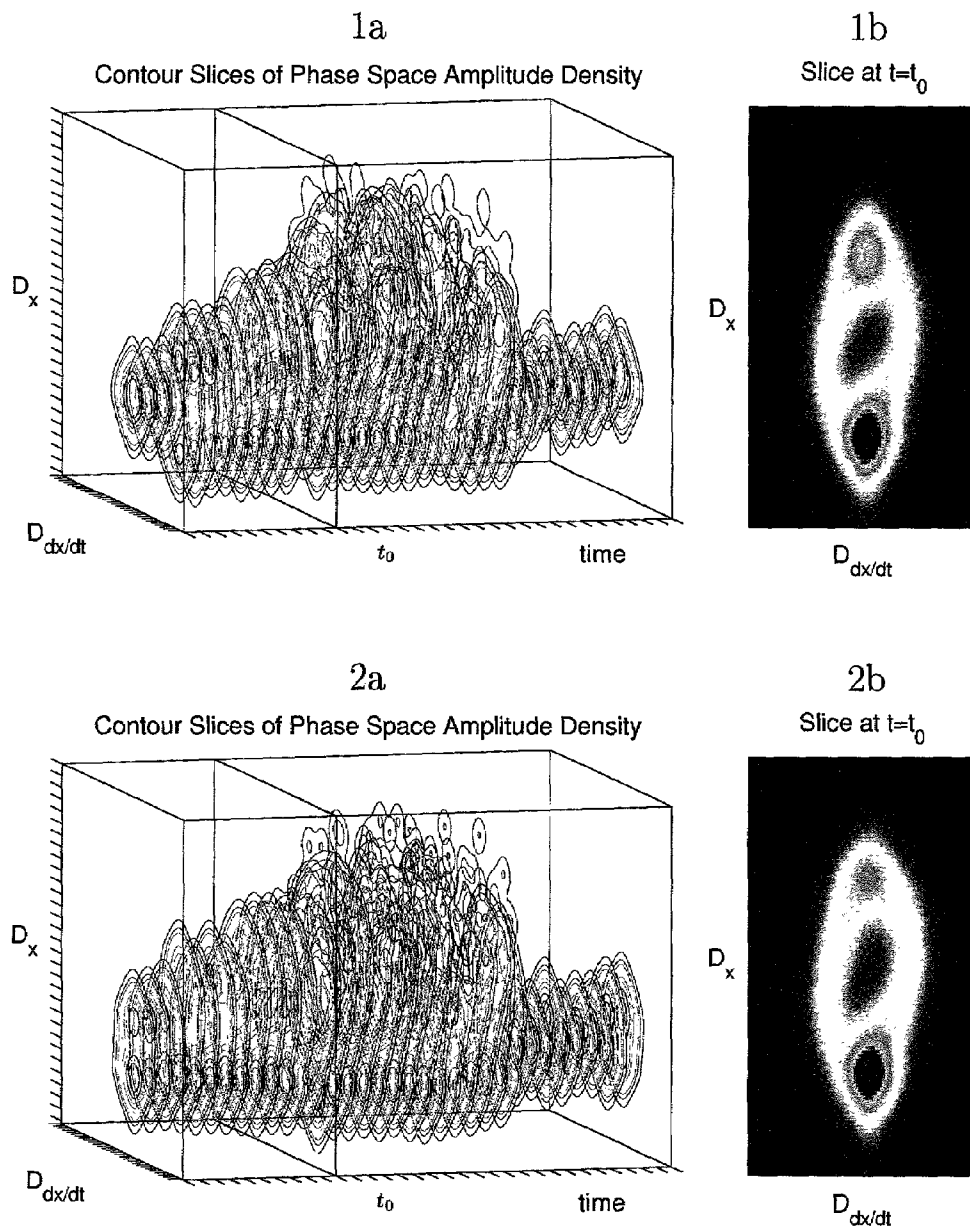 1a
Contour Slices of Phase Space Amplitude Density
D_x
D_dx/dt
t_0
time
1b
Slice at t=t_0
D_x
D_dx/dt
2a
Contour Slices of Phase Space Amplitude Density
D_x
D_dx/dt
t_0
time
2b
Slice at t=t_0
D_x
D_dx/dt